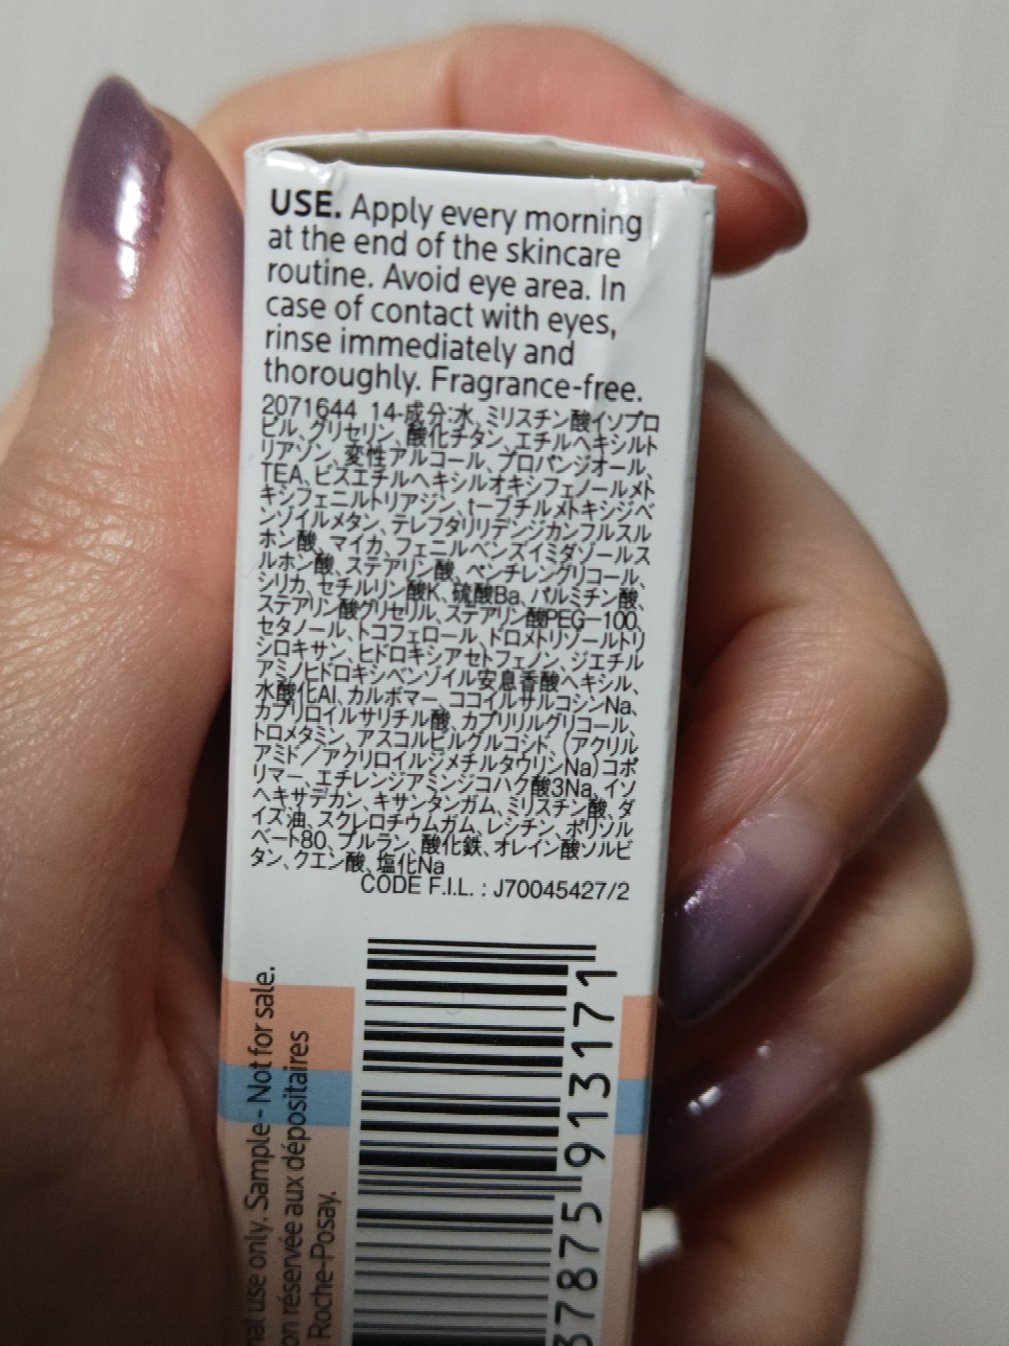 USE. Apply every morning
at the end of the skincare
routine. Avoid eye area. In
case of contact with eyes,
rinse immediately and
thoroughly. Fragrance-free.
2071644 14-成分:水、ミリスチン酸イソプロ
ピル、グリセリン、酸化チタン、エチルヘキシルト
リアゾン、変性アルコール、プロパンジオール、
TEA、ビスエチルヘキシルオキシフェノールメト
キシフェニルトリアジン、t-ブチルメトキシジベ
ンゾイルメタン、テレフタリリデンジカンフルスル
ホン酸、マイカ、フェニルベンズイミダゾールス
ルホン酸、ステアリン酸、ペンチレングリコール、
シリカ、セチルリン酸K、硫酸Ba、パルミチン酸、
ステアリン酸グリセリル、ステアリン酸PEG-100、
セタノール、トコフェロール、ドロメトリゾールトリ
シロキサン、ヒドロキシアセトフェノン、ジエチル
アミノヒドロキシベンゾイル安息香酸ヘキシル、
水酸化Al、カルボマー、ココイルサルコシンNa、
カプリロイルサリチル酸、カプリリルグリコール、
トロメタミン、アスコルビルグルコシド、(アクリル
アミド/アクリロイルジメチルタウリンNa)コポ
リマー、エチレンジアミンジコハク酸3Na、イソ
ヘキサデカン、キサンタンガム、ミリスチン酸、ダ
イズ油、スクレロチウムガム、レシチン、ポリソル
ベート80、プルラン、酸化鉄、オレイン酸ソルビ
タン、クエン酸、塩化Na
CODE F.I.L. : J70045427/2
nal use only. Sample - Not for sale.
on réservée aux dépositaires
Roche-Posay.
37875 913171